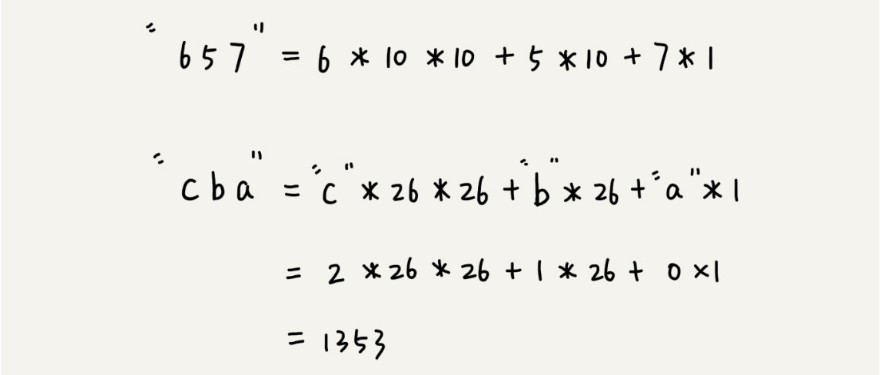 "657" = 6 * 10 * 10 + 5 * 10 + 7 * 1
"cba" = "c" * 26 * 26 + "b" * 26 + "a" * 1
= 2 * 26 * 26 + 1 * 26 + 0 × 1
= 1353